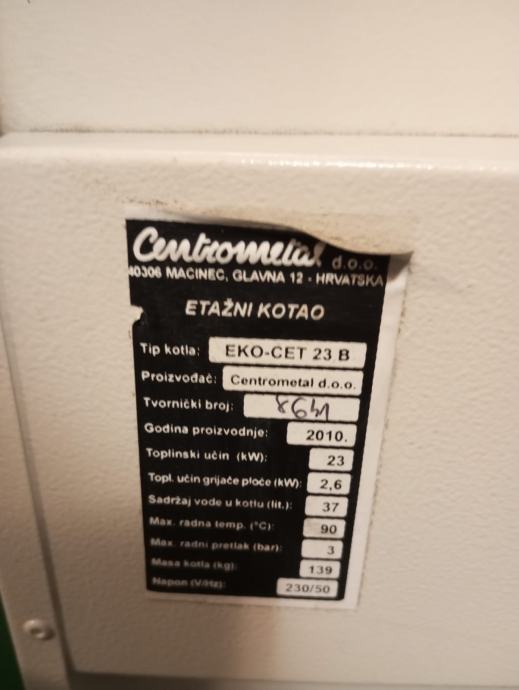 Centrometal d.o.o.
40306 MACINEC, GLAVNA 12 - HRVATSKA
ETAŽNI KOTAO
Tip kotla: EKO-CET 23 B
Proizvođač: Centrometal d.o.o.
Tvornički broj:
Godina proizvodnje: 2010.
Toplinski učin (kW): 23
Topl. učin grijaće ploče (kW): 2,6
Sadržaj vode u kotlu (lit.): 37
Max. radna temp. (°C): 90
Max. radni pretlak (bar): 3
Masa kotla (kg): 139
Napon (V/Hz): 230/50